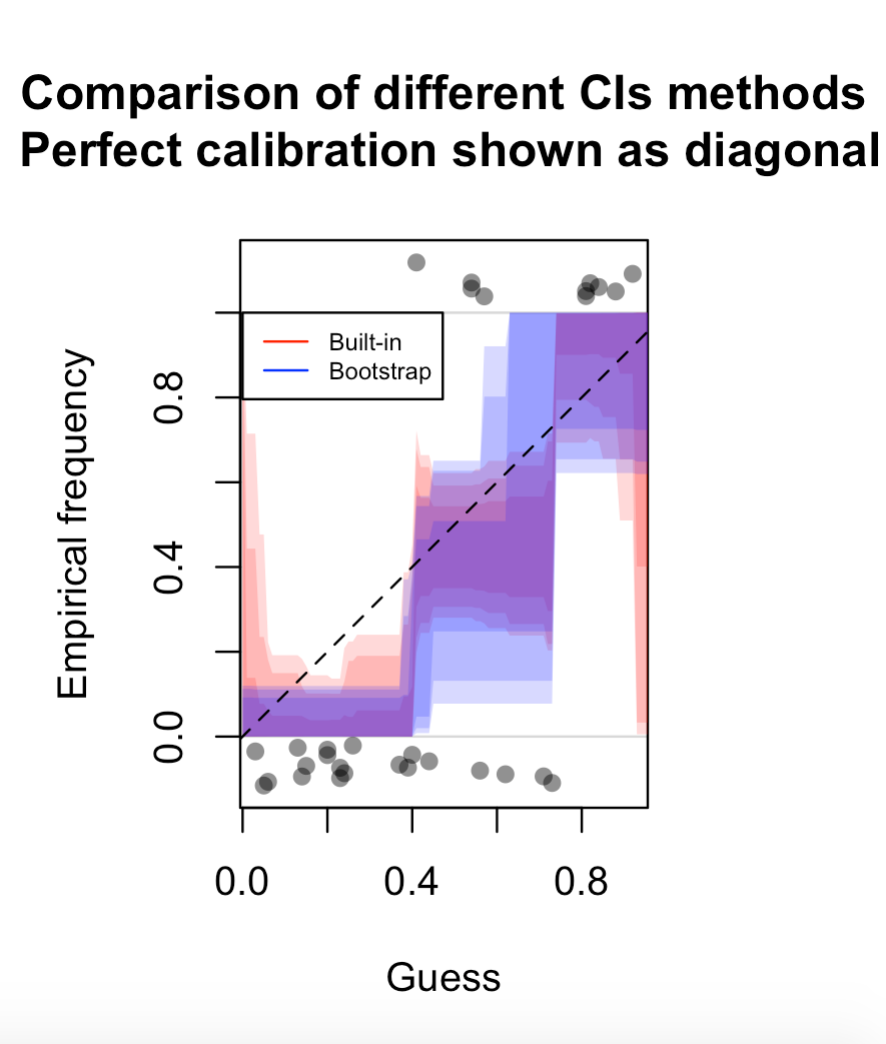 Comparison of different CIs methods
Perfect calibration shown as diagonal
Built-in
Bootstrap
Empirical frequency
0.8
0.4
0.0
0.0 0.4 0.8
Guess